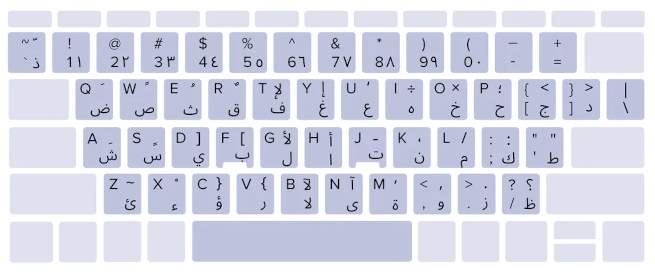 ~ ّ ` ذ ! 1 ١ @ 2 ٢ # 3 ٣ $ 4 ٤ % 5 ٥ ^ 6 ٦ & 7 ٧ * 8 ٨ ) 9 ٩ ( 0 ٠ — - + =
Q َ ض W ً ص E ُ ث R ٌ ق T لإ ف Y إ غ U ‘ ع I ÷ ه O × خ P ؛ ح { < [ ج } > ] د | \
A ِ ش S ٍ س D ] ي F [ ب G لأ ل H أ ا J ـ ت K ، ن L / م : : ; ك " " ' ط
Z ~ ئ X ْ ء C } ؤ V { ر B لآ لا N آ ى M ’ ة < , , و > . . ز ? ؟ / ظ